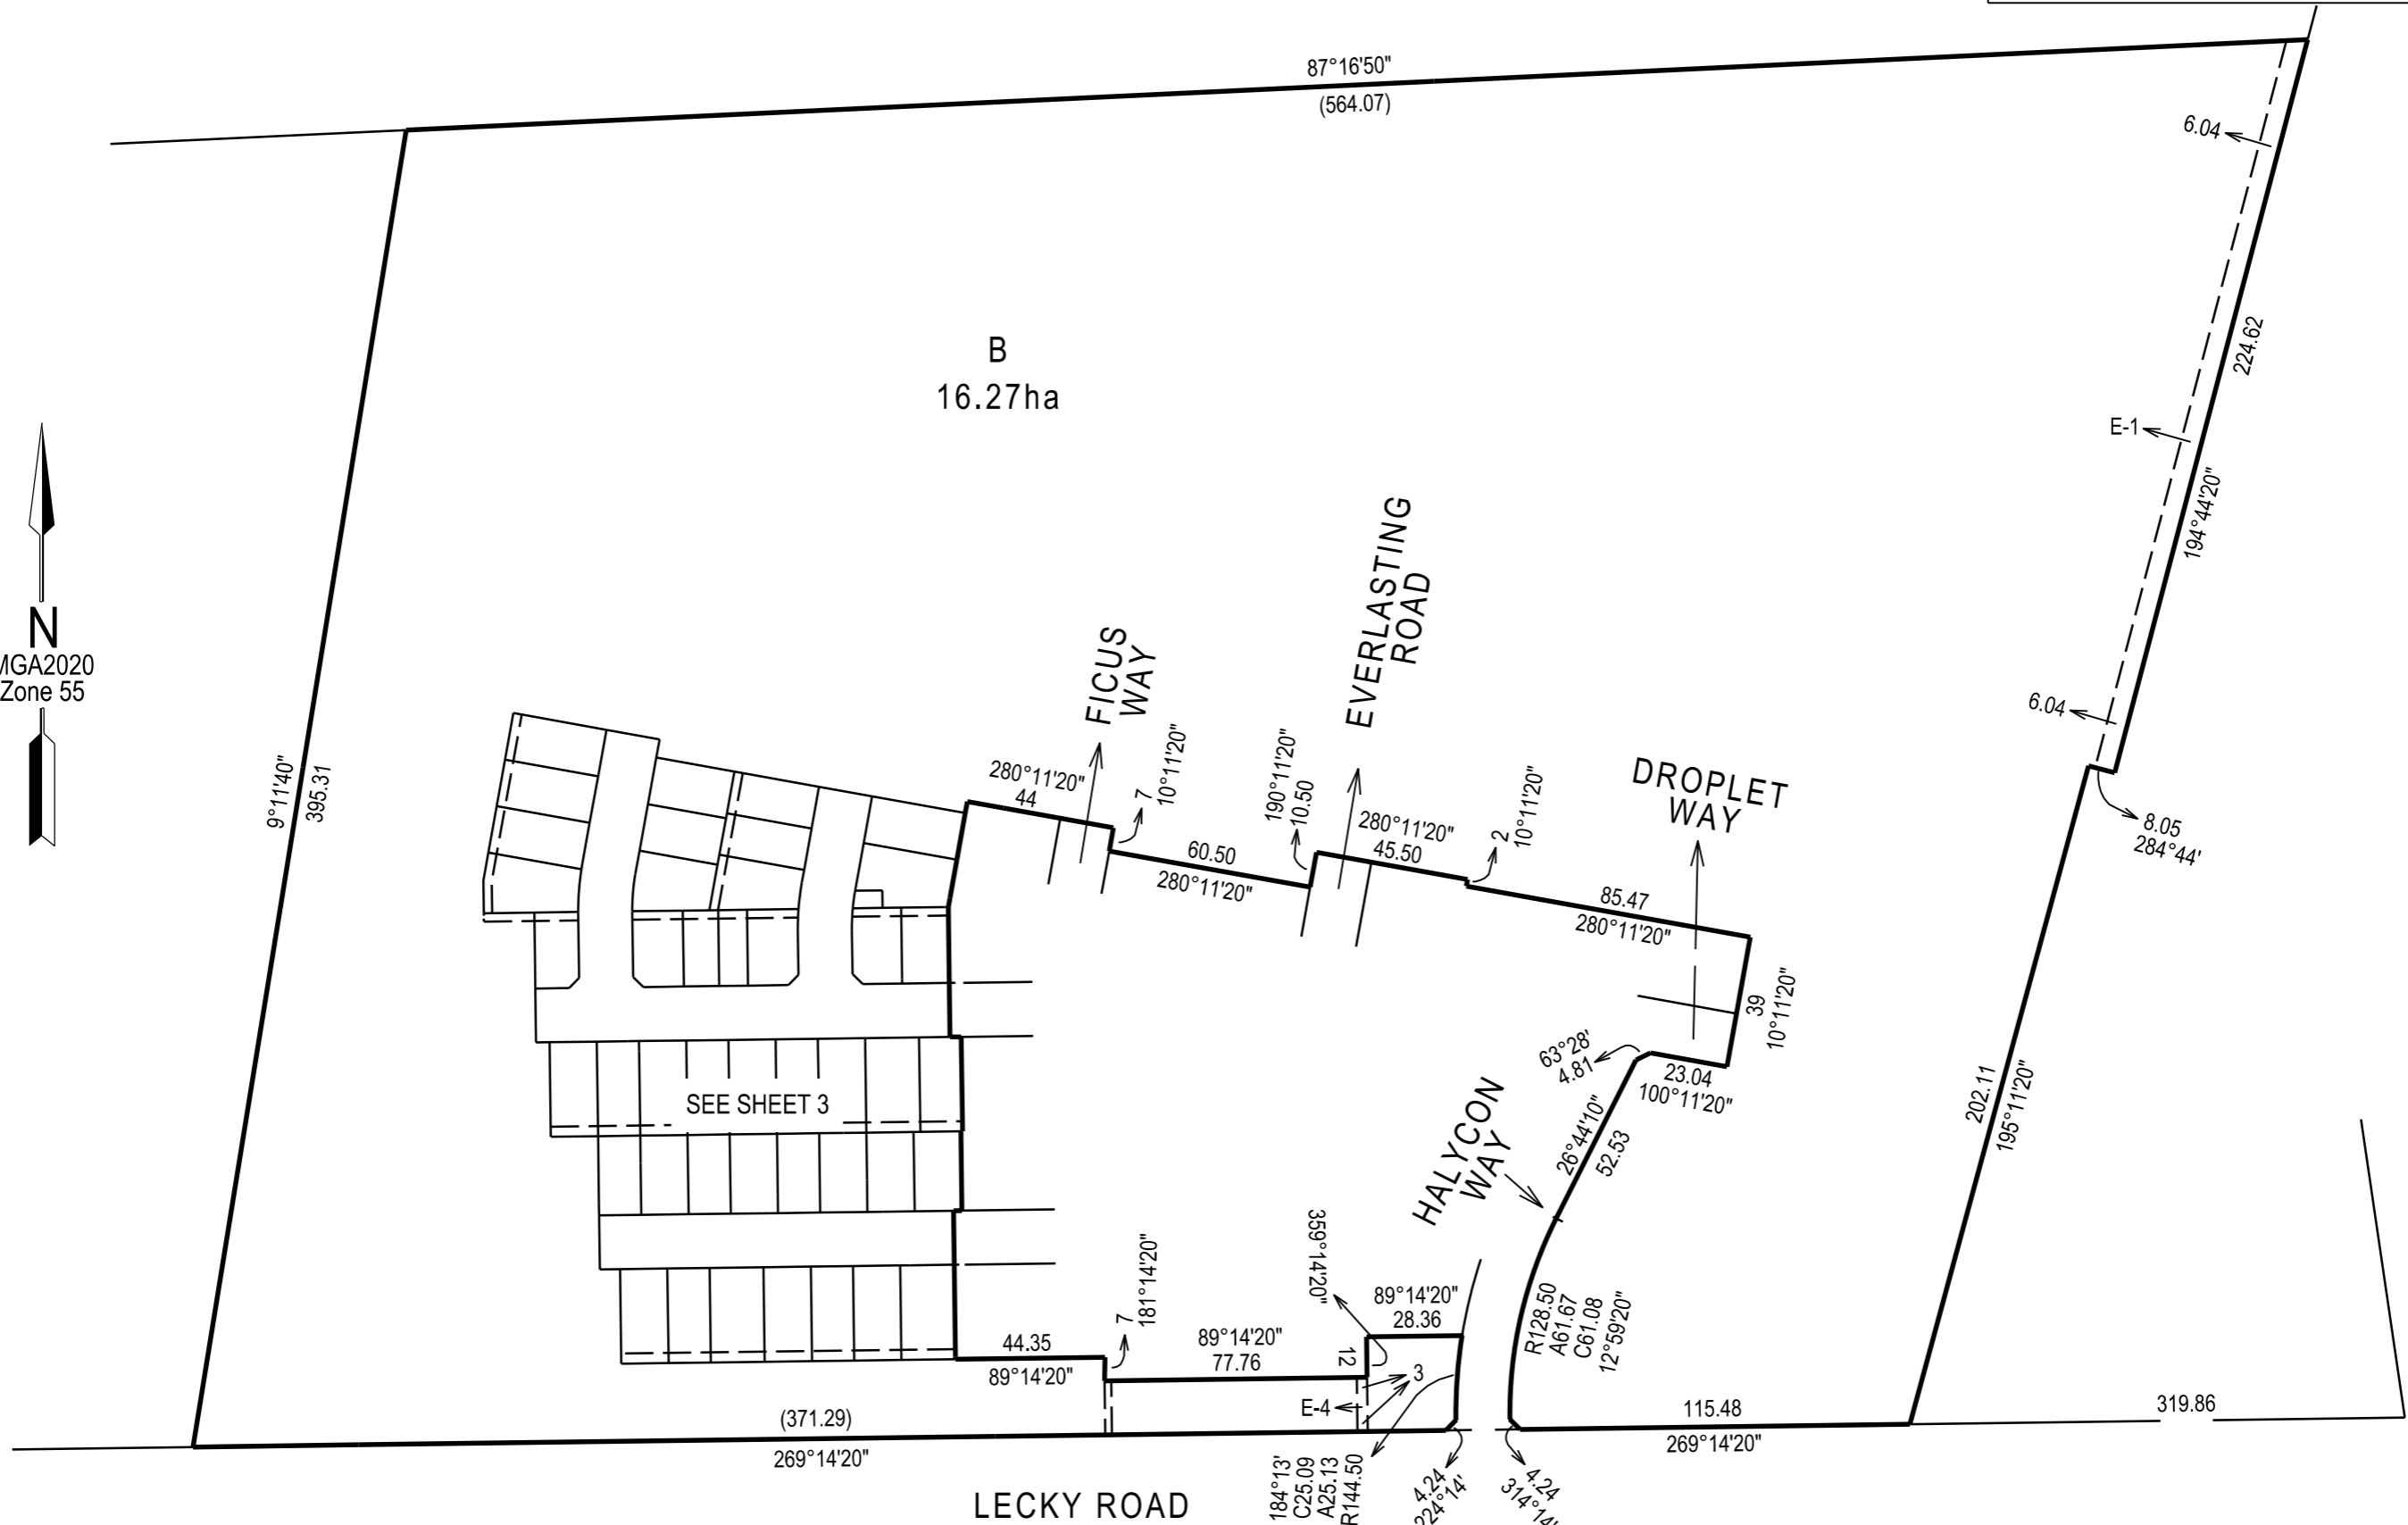 87°16'50"
(564.07)
6.04
B
16.27ha
224.62
E-1
194°44'20"
N
MGA2020
Zone 55
6.04
FICUS
WAY
EVERLASTING
ROAD
DROPLET
WAY
9°11'40"
395.31
280°11'20"
44
7
10°11'20"
190°11'20"
10.50
280°11'20"
45.50
2
10°11'20"
8.05
284°44'
60.50
280°11'20"
85.47
280°11'20"
39
10°11'20"
63°28'
4.81
23.04
100°11'20"
SEE SHEET 3
HALYCON
WAY
26°44'10"
52.53
202.11
195°11'20"
7
181°14'20"
359°14'20"
89°14'20"
28.36
R128.50
A61.67
C61.08
12°59'20"
44.35
89°14'20"
89°14'20"
77.76
12
3
E-4
(371.29)
269°14'20"
115.48
269°14'20"
319.86
184°13'
C25.09
A25.13
R144.50
4.24
224°14'
4.24
314°14'
LECKY ROAD